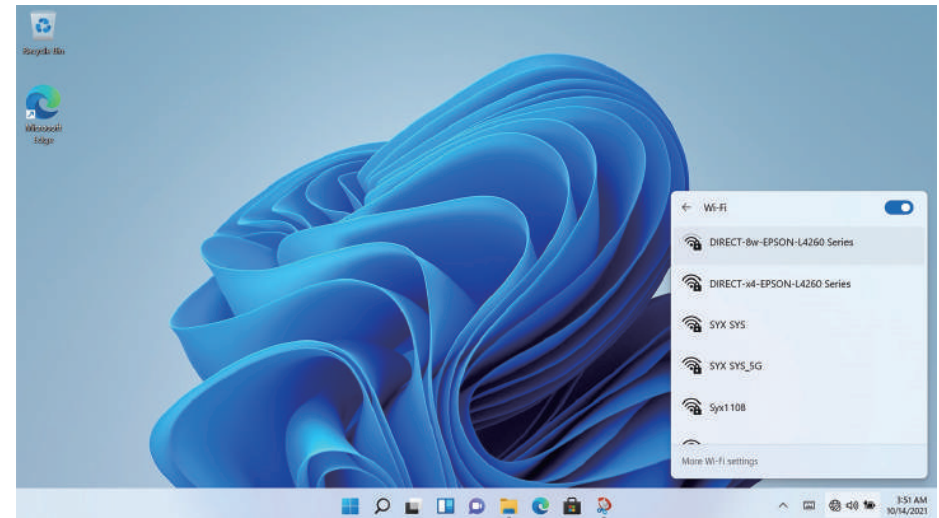 Recycle Bin
Microsoft
Edge
Wi-Fi
DIRECT-8w-EPSON-L4260 Series
DIRECT-x4-EPSON-L4260 Series
SYX SYS
SYX SYS_5G
Syx110B
More Wi-Fi settings
3:51 AM
10/14/2021